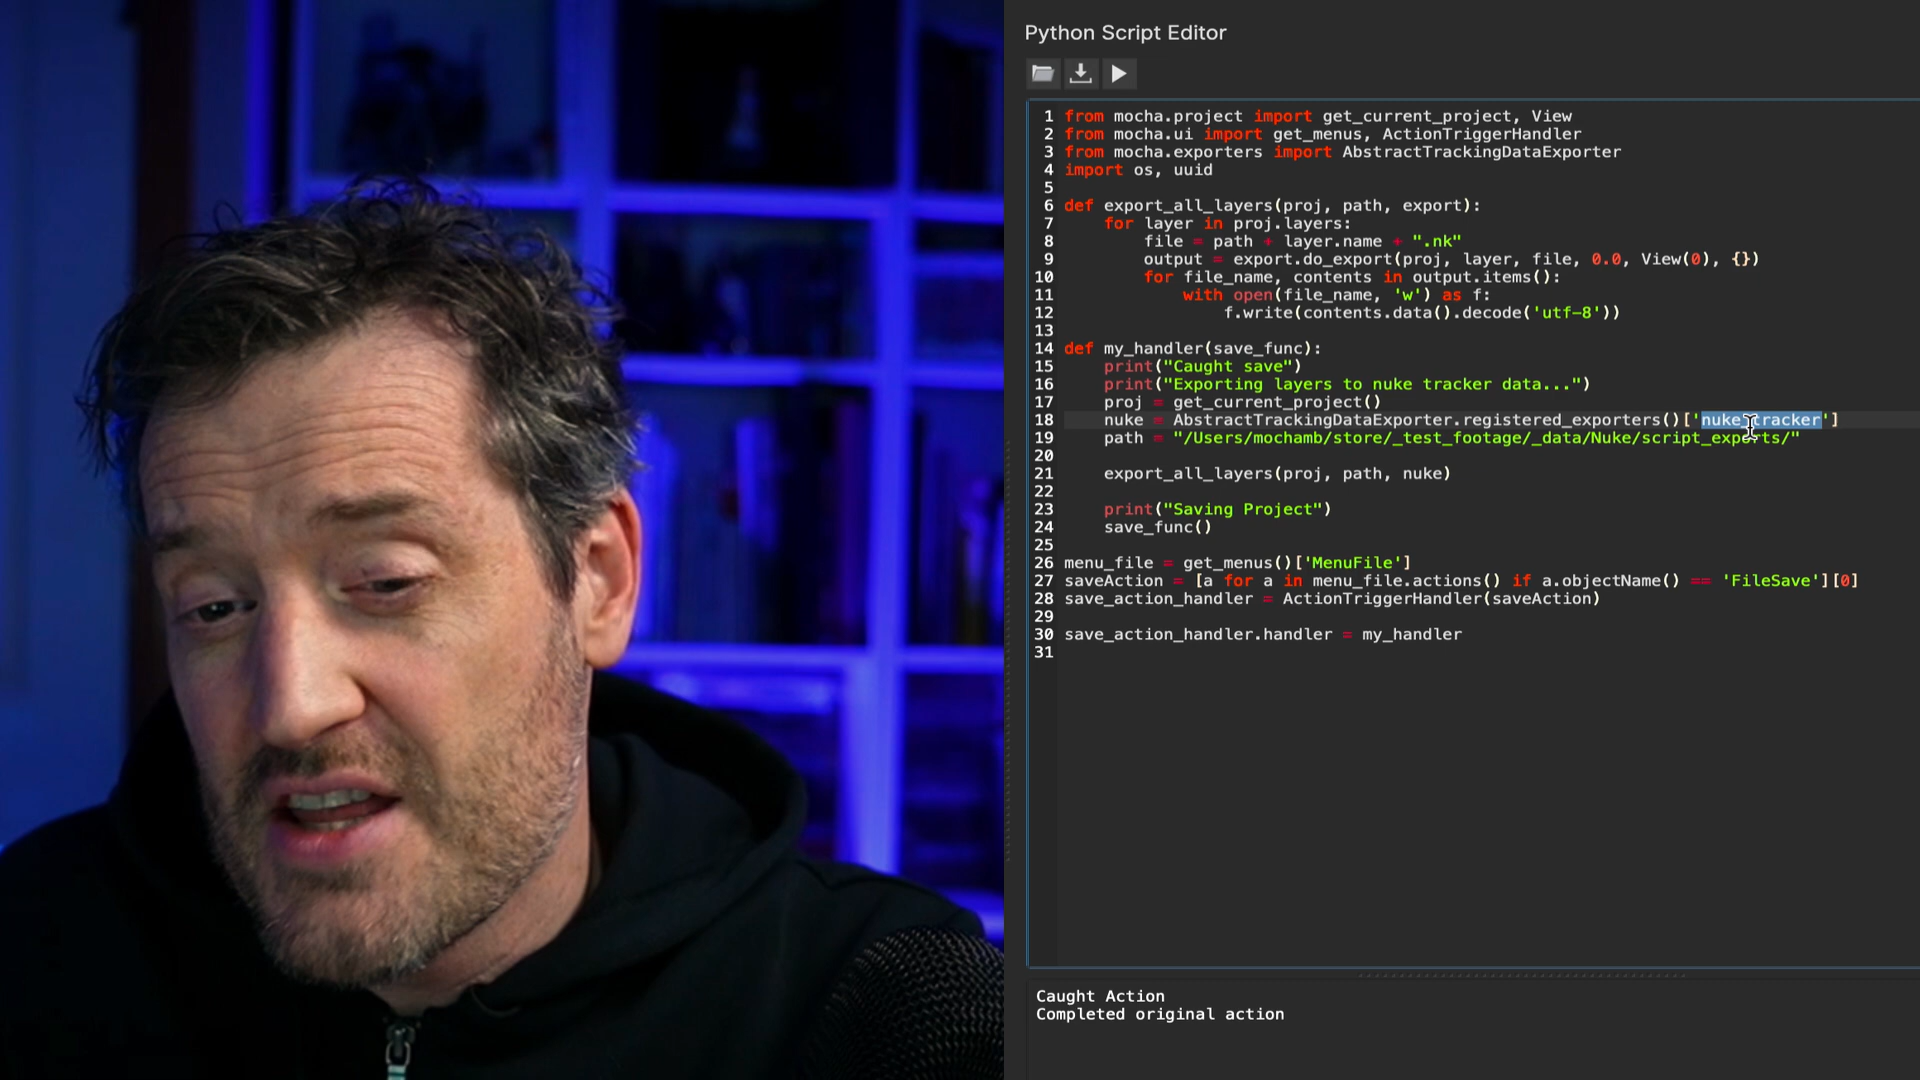 Python Script Editor
1 from mocha.project import get_current_project, View
2 from mocha.ui import get_menus, ActionTriggerHandler
3 from mocha.exporters import AbstractTrackingDataExporter
4 import os, uuid
5
6 def export_all_layers(proj, path, export):
7     for layer in proj.layers:
8         file = path + layer.name + ".nk"
9         output = export.do_export(proj, layer, file, 0.0, View(0), {})
10         for file_name, contents in output.items():
11             with open(file_name, 'w') as f:
12                 f.write(contents.data().decode('utf-8'))
13
14 def my_handler(save_func):
15     print("Caught save")
16     print("Exporting layers to nuke tracker data...")
17     proj = get_current_project()
18     nuke = AbstractTrackingDataExporter.registered_exporters()['nuke_tracker']
19     path = "/Users/mochamb/store/_test_footage/_data/Nuke/script_exports/"
20
21     export_all_layers(proj, path, nuke)
22
23     print("Saving Project")
24     save_func()
25
26 menu_file = get_menus()['MenuFile']
27 saveAction = [a for a in menu_file.actions() if a.objectName() == 'FileSave'][0]
28 save_action_handler = ActionTriggerHandler(saveAction)
29
30 save_action_handler.handler = my_handler
31
Caught Action
Completed original action